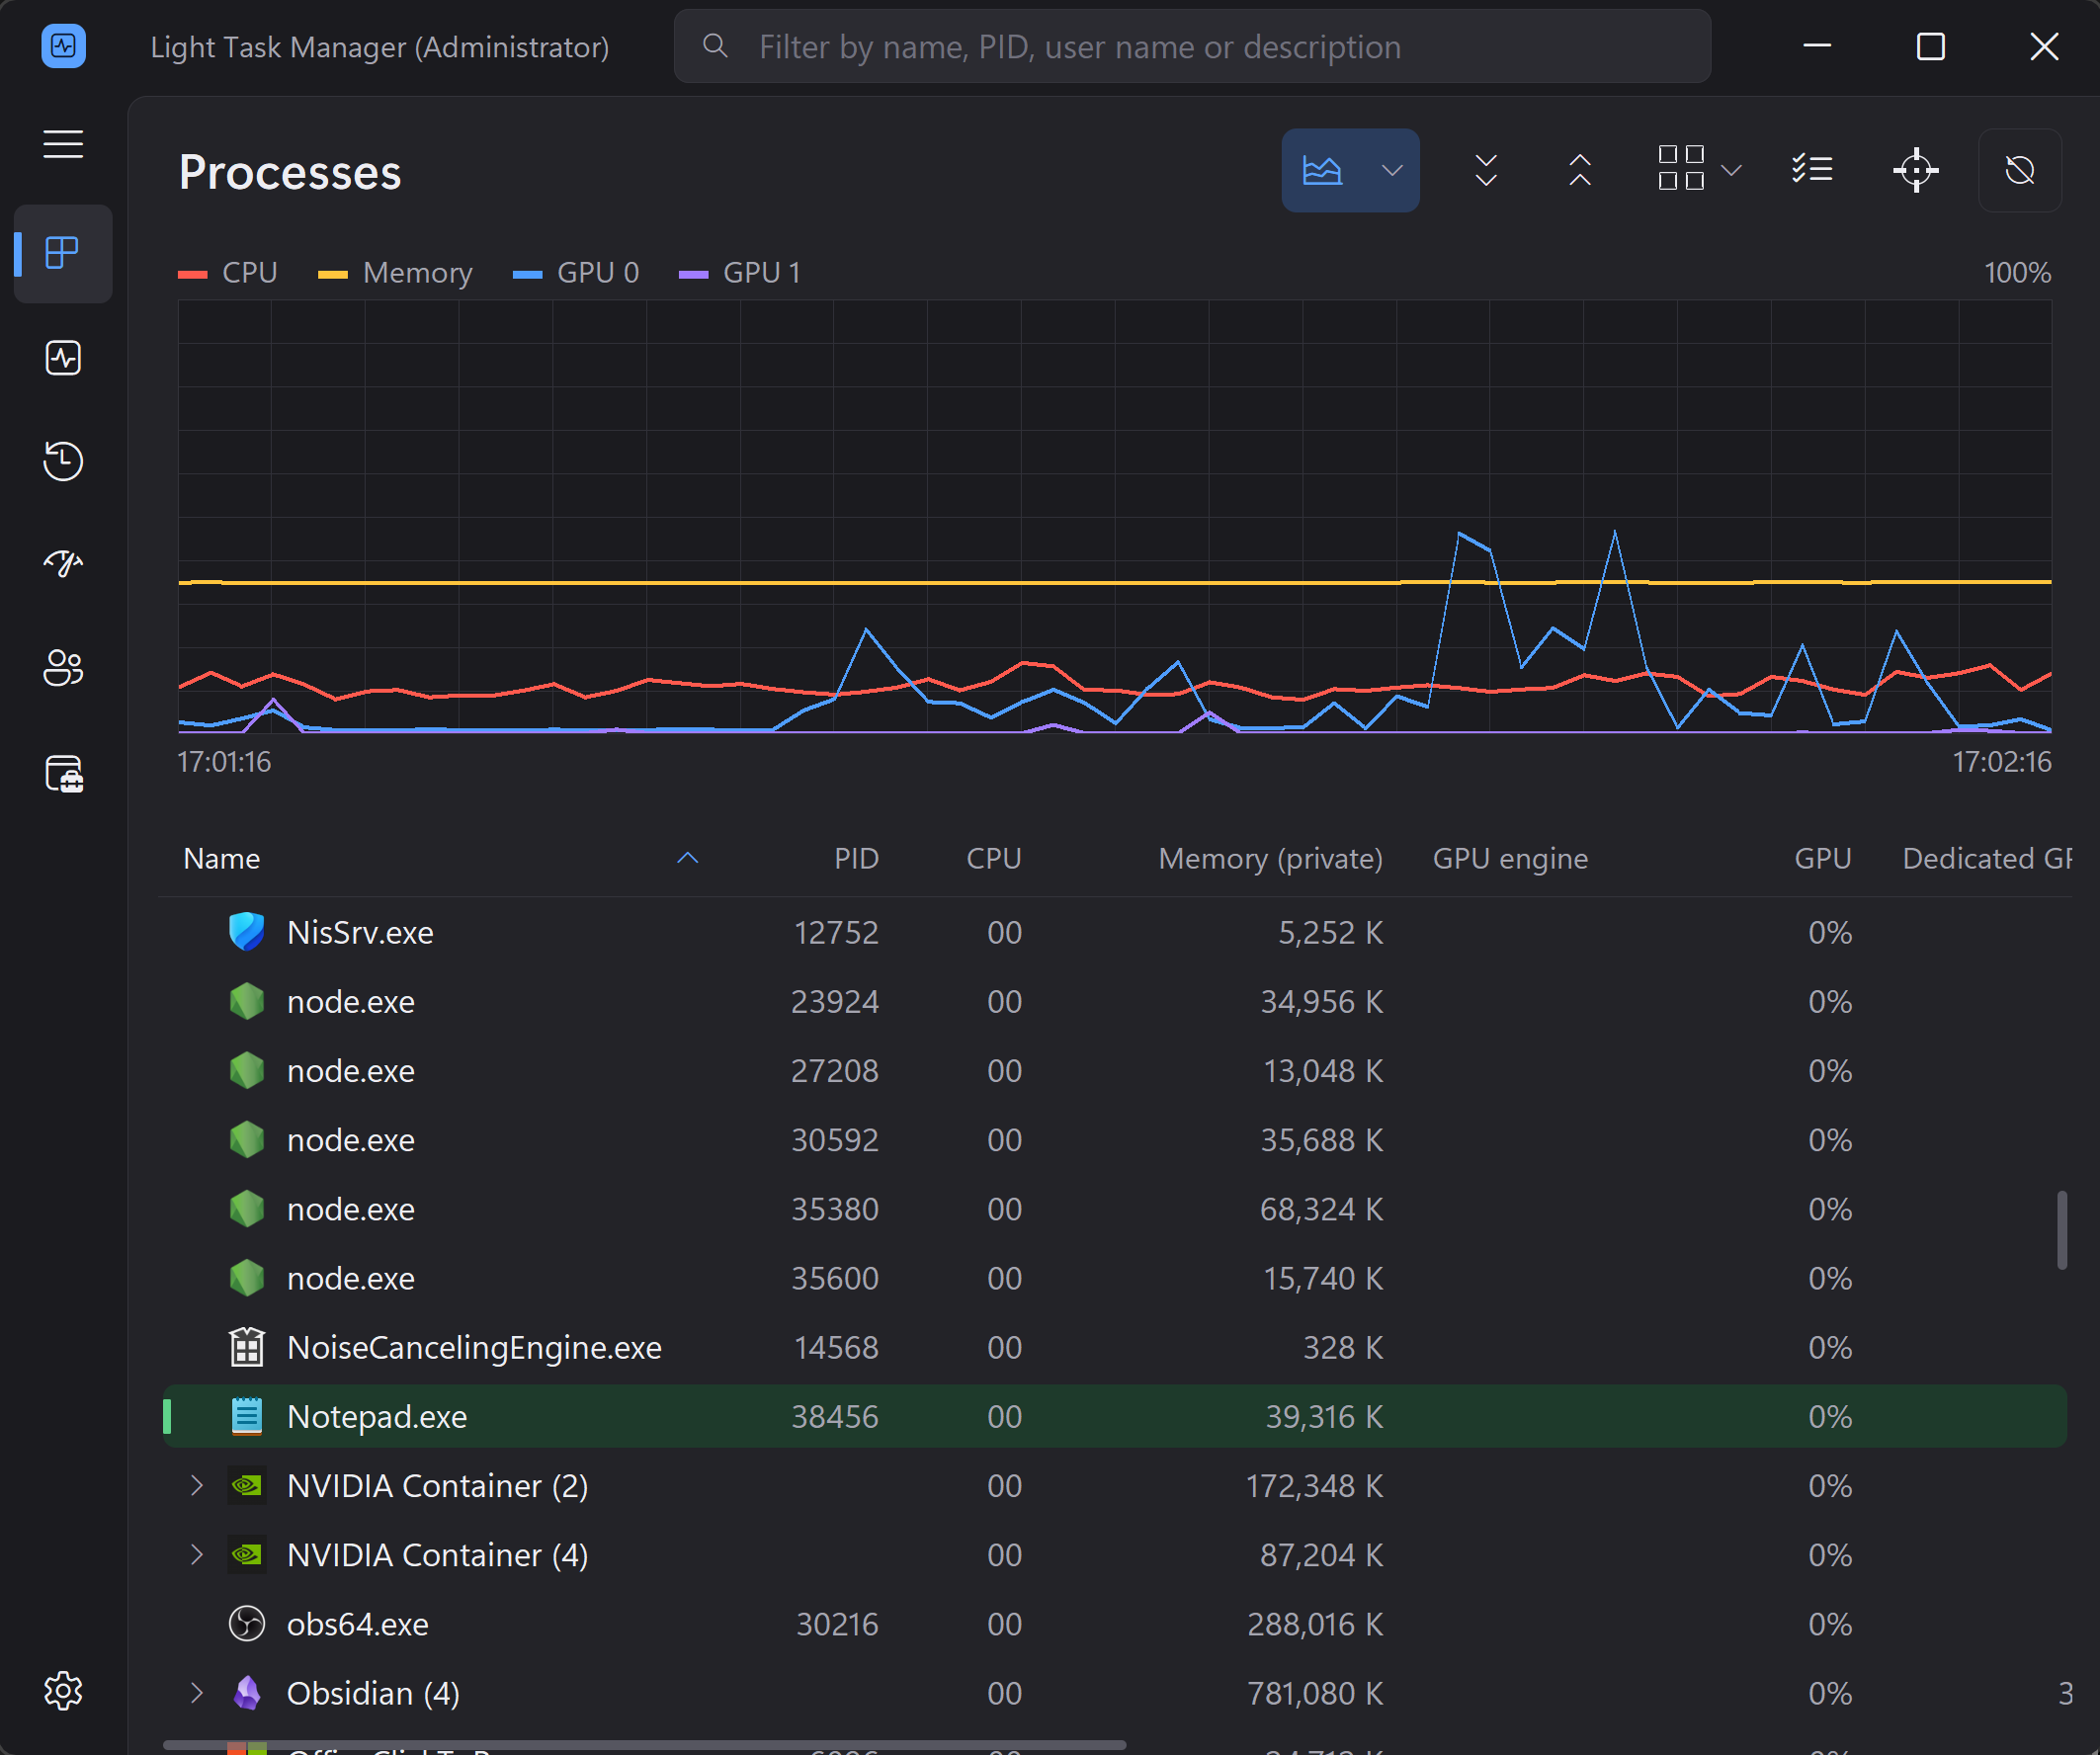 Light Task Manager (Administrator)
Filter by name, PID, user name or description
Processes
CPU Memory GPU 0 GPU 1 100%
17:01:16 17:02:16
Name PID CPU Memory (private) GPU engine GPU Dedicated
NisSrv.exe 12752 00 5,252 K 0%
node.exe 23924 00 34,956 K 0%
node.exe 27208 00 13,048 K 0%
node.exe 30592 00 35,688 K 0%
node.exe 35380 00 68,324 K 0%
node.exe 35600 00 15,740 K 0%
NoiseCancelingEngine.exe 14568 00 328 K 0%
Notepad.exe 38456 00 39,316 K 0%
NVIDIA Container (2) 00 172,348 K 0%
NVIDIA Container (4) 00 87,204 K 0%
obs64.exe 30216 00 288,016 K 0%
Obsidian (4) 00 781,080 K 0% 3